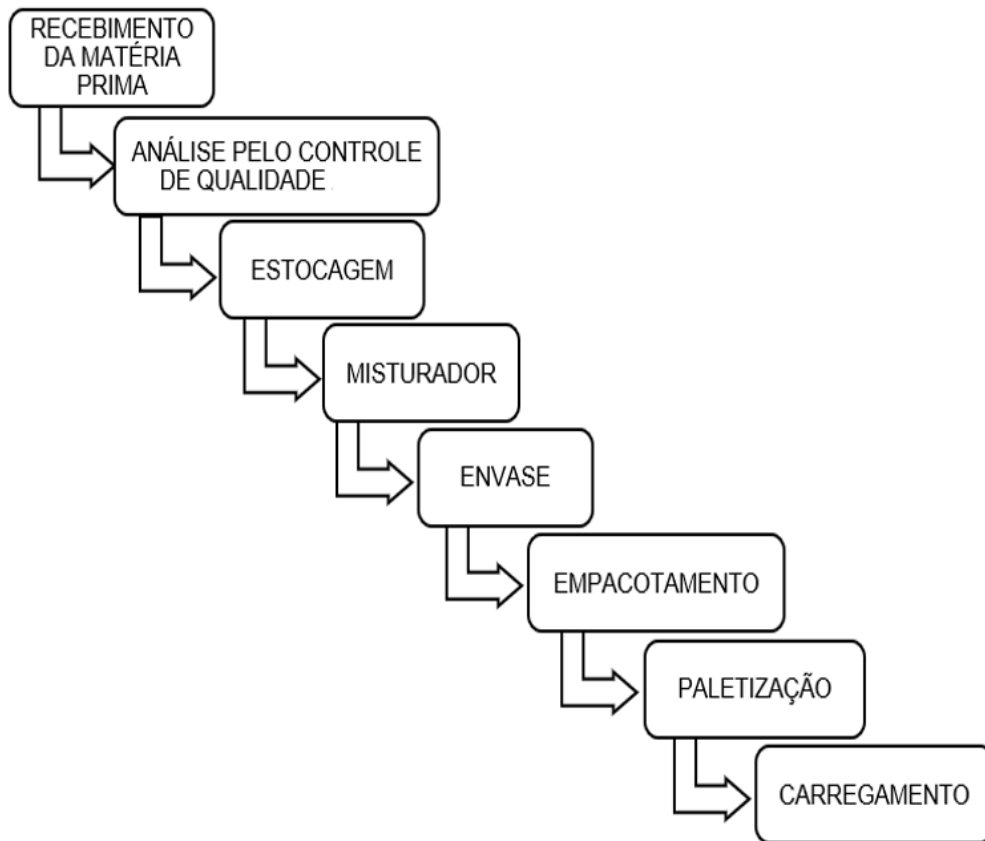 RECEBIMENTO
DA MATÉRIA
PRIMA
ANÁLISE PELO CONTROLE
DE QUALIDADE
ESTOCAGEM
MISTURADOR
ENVASE
EMPACOTAMENTO
PALETIZAÇÃO
CARREGAMENTO